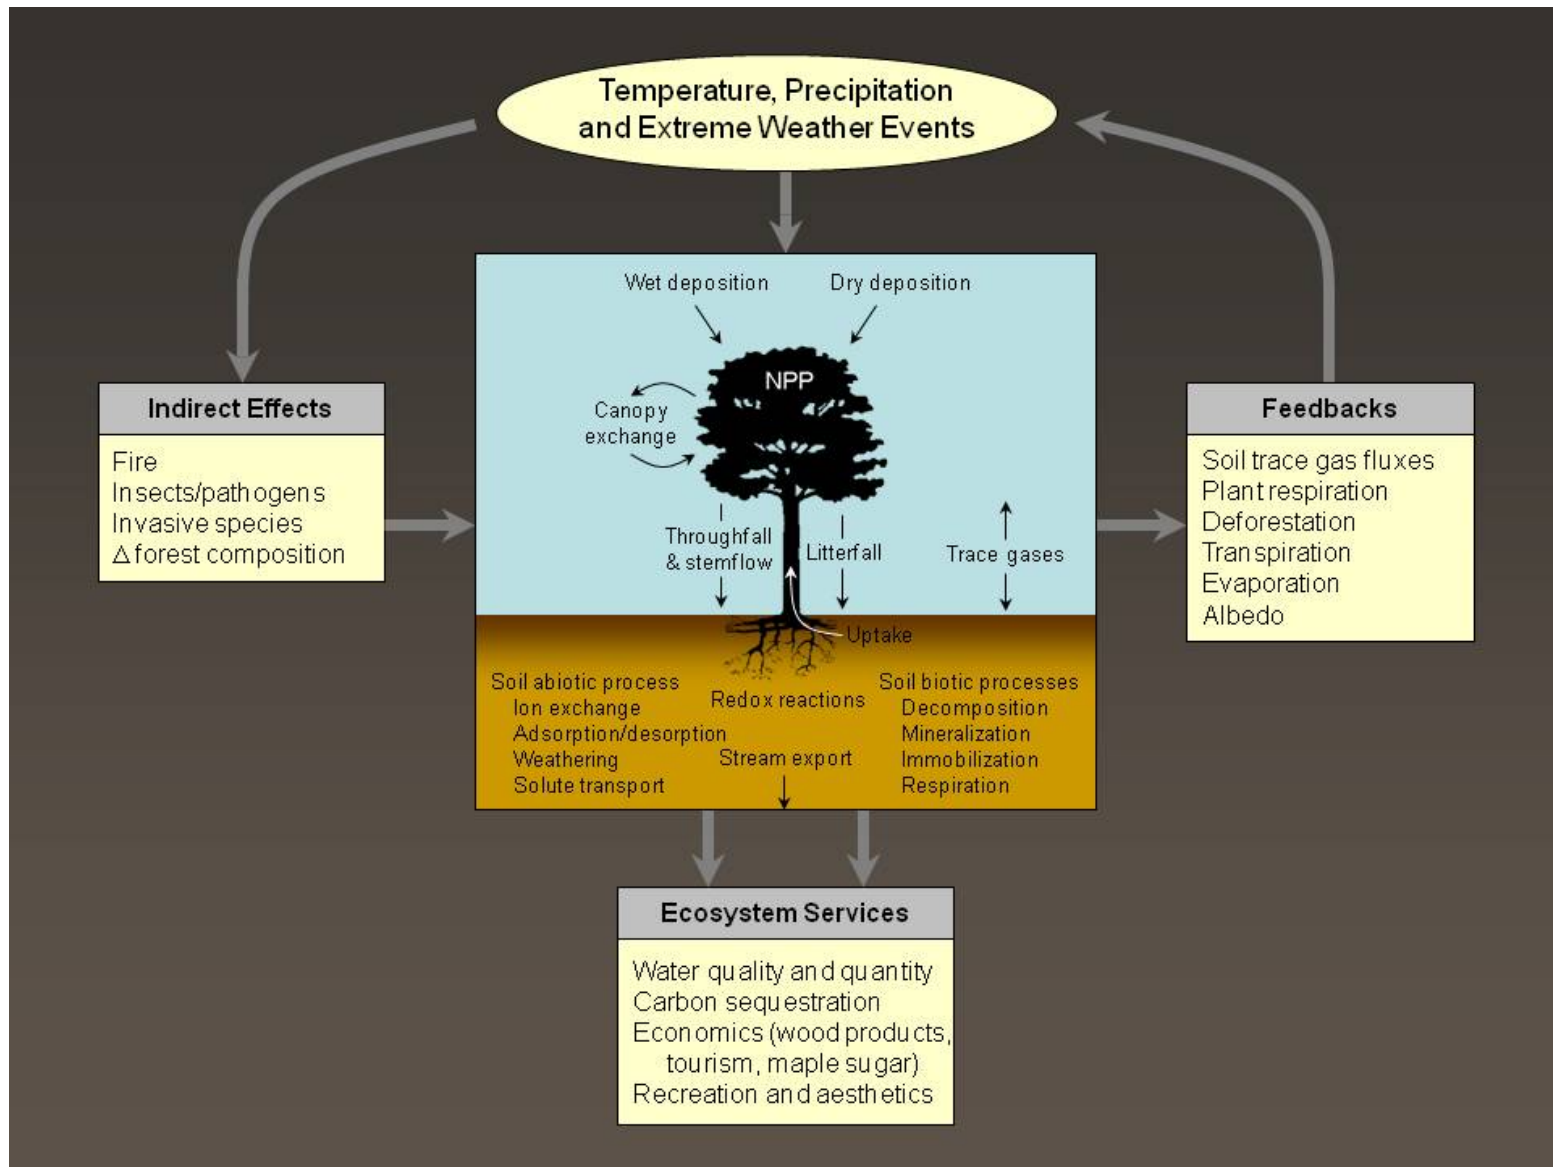 Temperature, Precipitation
and Extreme Weather Events
Wet deposition
Dry deposition
NPP
Canopy
exchange
Throughfall
& stemflow
Litterfall
Trace gases
Uptake
Soil abiotic process
Ion exchange
Adsorption/desorption
Weathering
Solute transport
Redox reactions
Stream export
Soil biotic processes
Decomposition
Mineralization
Immobilization
Respiration
Indirect Effects
Fire
Insects/pathogens
Invasive species
Δ forest composition
Feedbacks
Soil trace gas fluxes
Plant respiration
Deforestation
Transpiration
Evaporation
Albedo
Ecosystem Services
Water quality and quantity
Carbon sequestration
Economics (wood products,
tourism, maple sugar)
Recreation and aesthetics